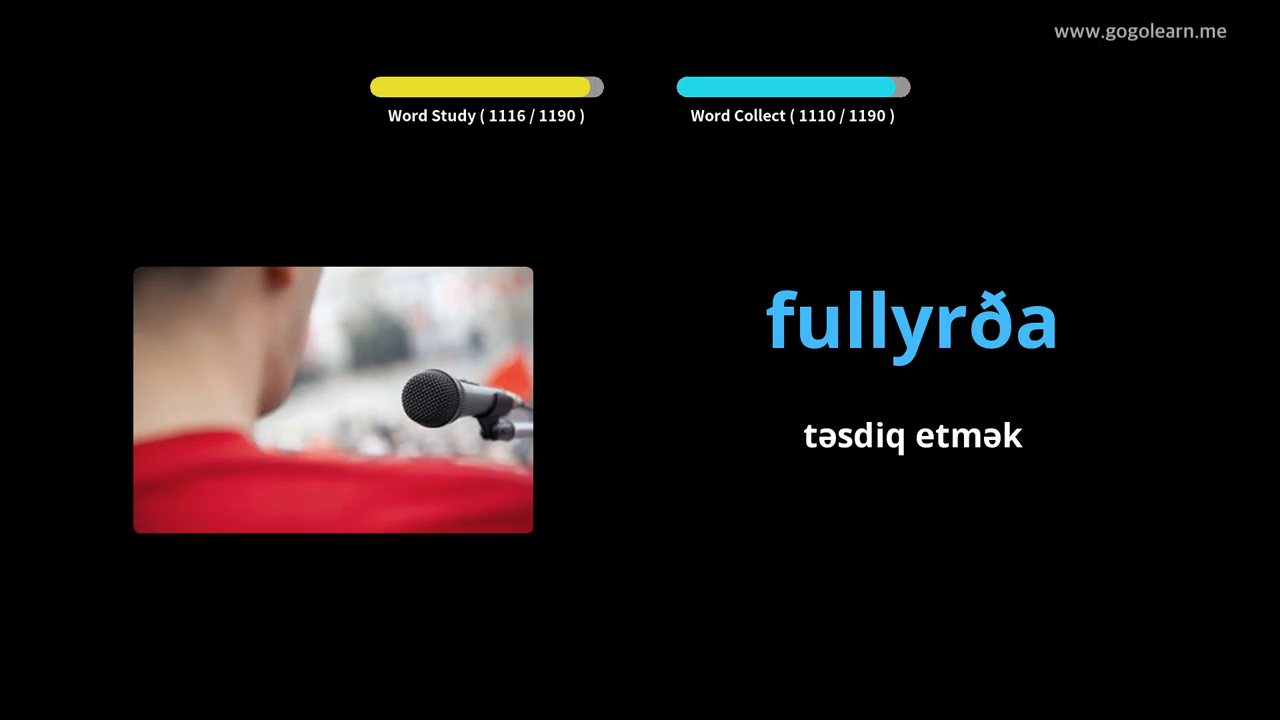 www.gogolearn.me
Word Study ( 1116 / 1190 )
Word Collect ( 1110 / 1190 )
fullyrða
təsdiq etmək